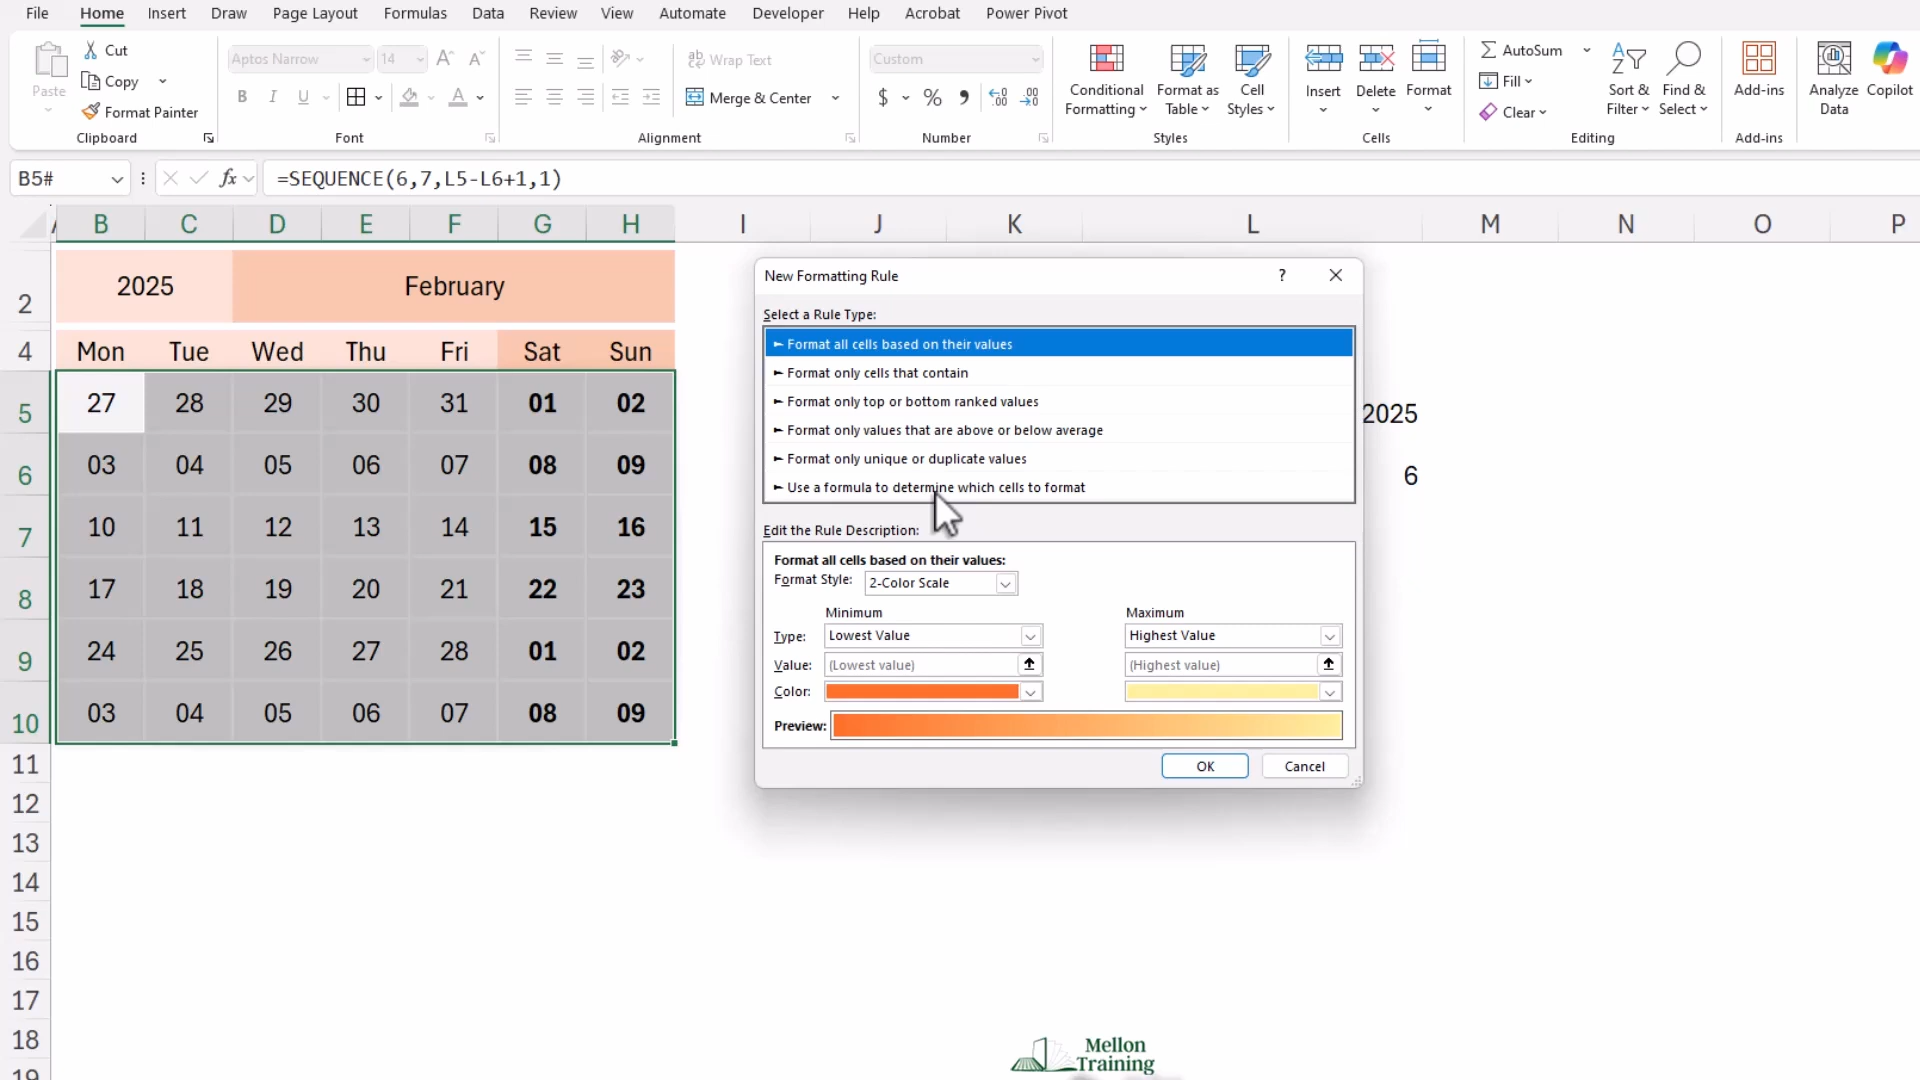 File Home Insert Draw Page Layout Formulas Data Review View Automate Developer Help Acrobat Power Pivot
Paste
Cut
Copy
Format Painter
Clipboard
Aptos Narrow 14
B I U
Font
Wrap Text
Merge & Center
Alignment
Custom
$ % 9
Number
Conditional Formatting
Format as Table
Cell Styles
Styles
Insert
Delete
Format
Cells
AutoSum
Fill
Clear
Sort & Filter
Find & Select
Editing
Add-ins
Add-ins
Analyze Data
Copilot
B5# fx =SEQUENCE(6,7,L5-L6+1,1)
B C D E F G H I J K L M N O P
2 2025 February
4 Mon Tue Wed Thu Fri Sat Sun
5 27 28 29 30 31 01 02 2025
6 03 04 05 06 07 08 09 6
7 10 11 12 13 14 15 16
8 17 18 19 20 21 22 23
9 24 25 26 27 28 01 02
10 03 04 05 06 07 08 09
11
12
13
14
15
16
17
18
19
New Formatting Rule ?
Select a Rule Type:
► Format all cells based on their values
► Format only cells that contain
► Format only top or bottom ranked values
► Format only values that are above or below average
► Format only unique or duplicate values
► Use a formula to determine which cells to format
Edit the Rule Description:
Format all cells based on their values:
Format Style: 2-Color Scale
Minimum Maximum
Type: Lowest Value Highest Value
Value: (Lowest value) (Highest value)
Color:
Preview:
OK Cancel
Mellon
Training